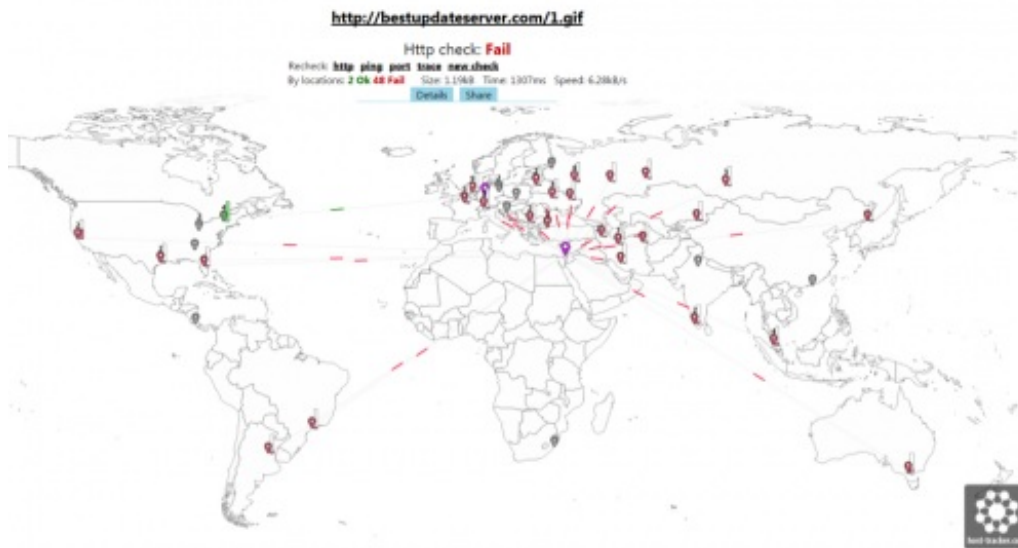 http://bestupdateserver.com/1.gif
Http check: Fail
Recheck: http ping port trace new check
By locations: 2 Ok 48 Fail Size: 1.19kB Time: 1307ms Speed: 6.28kB/s
Details Share